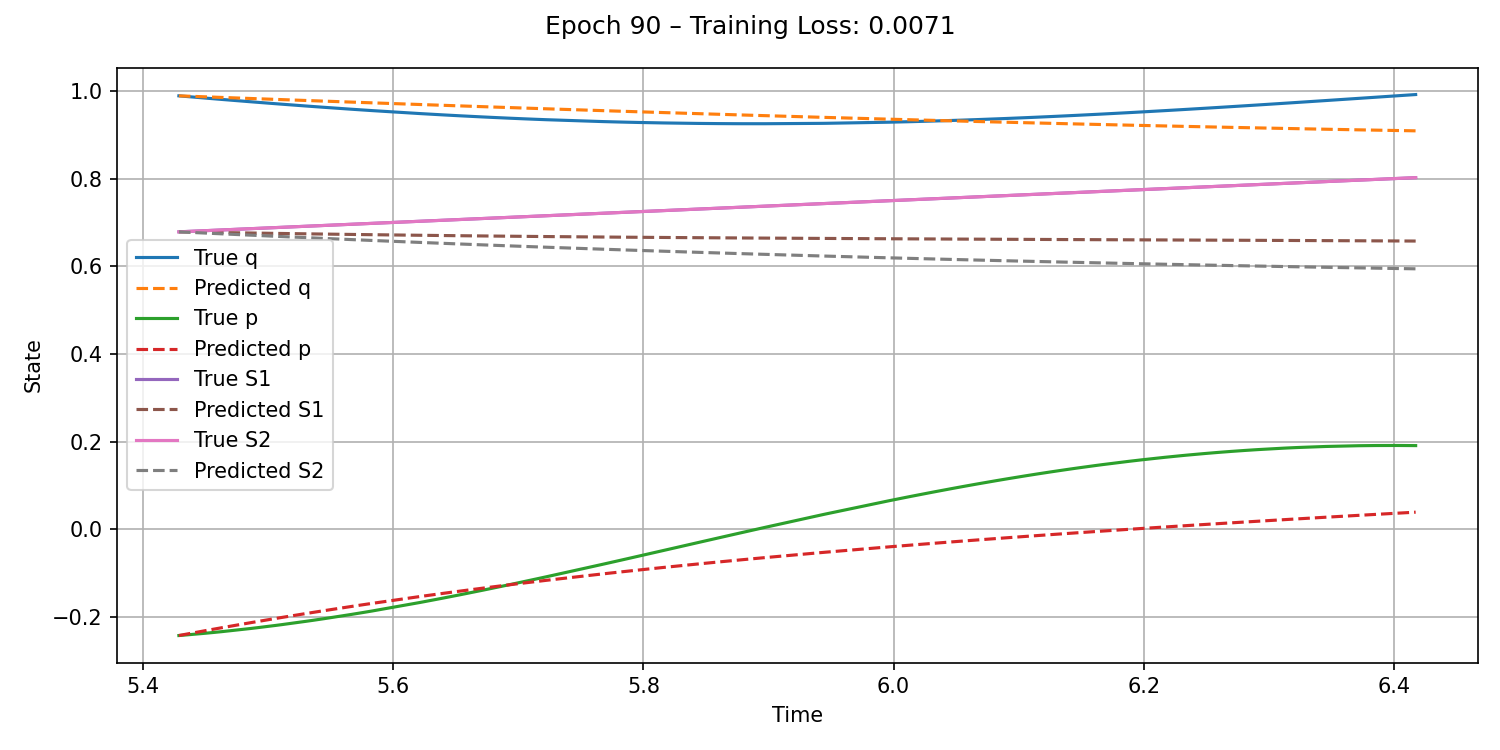 Epoch 90 – Training Loss: 0.0071
1.0
0.8
0.6
0.4
0.2
0.0
−0.2
State
True q
Predicted q
True p
Predicted p
True S1
Predicted S1
True S2
Predicted S2
5.4 5.6 5.8 6.0 6.2 6.4
Time